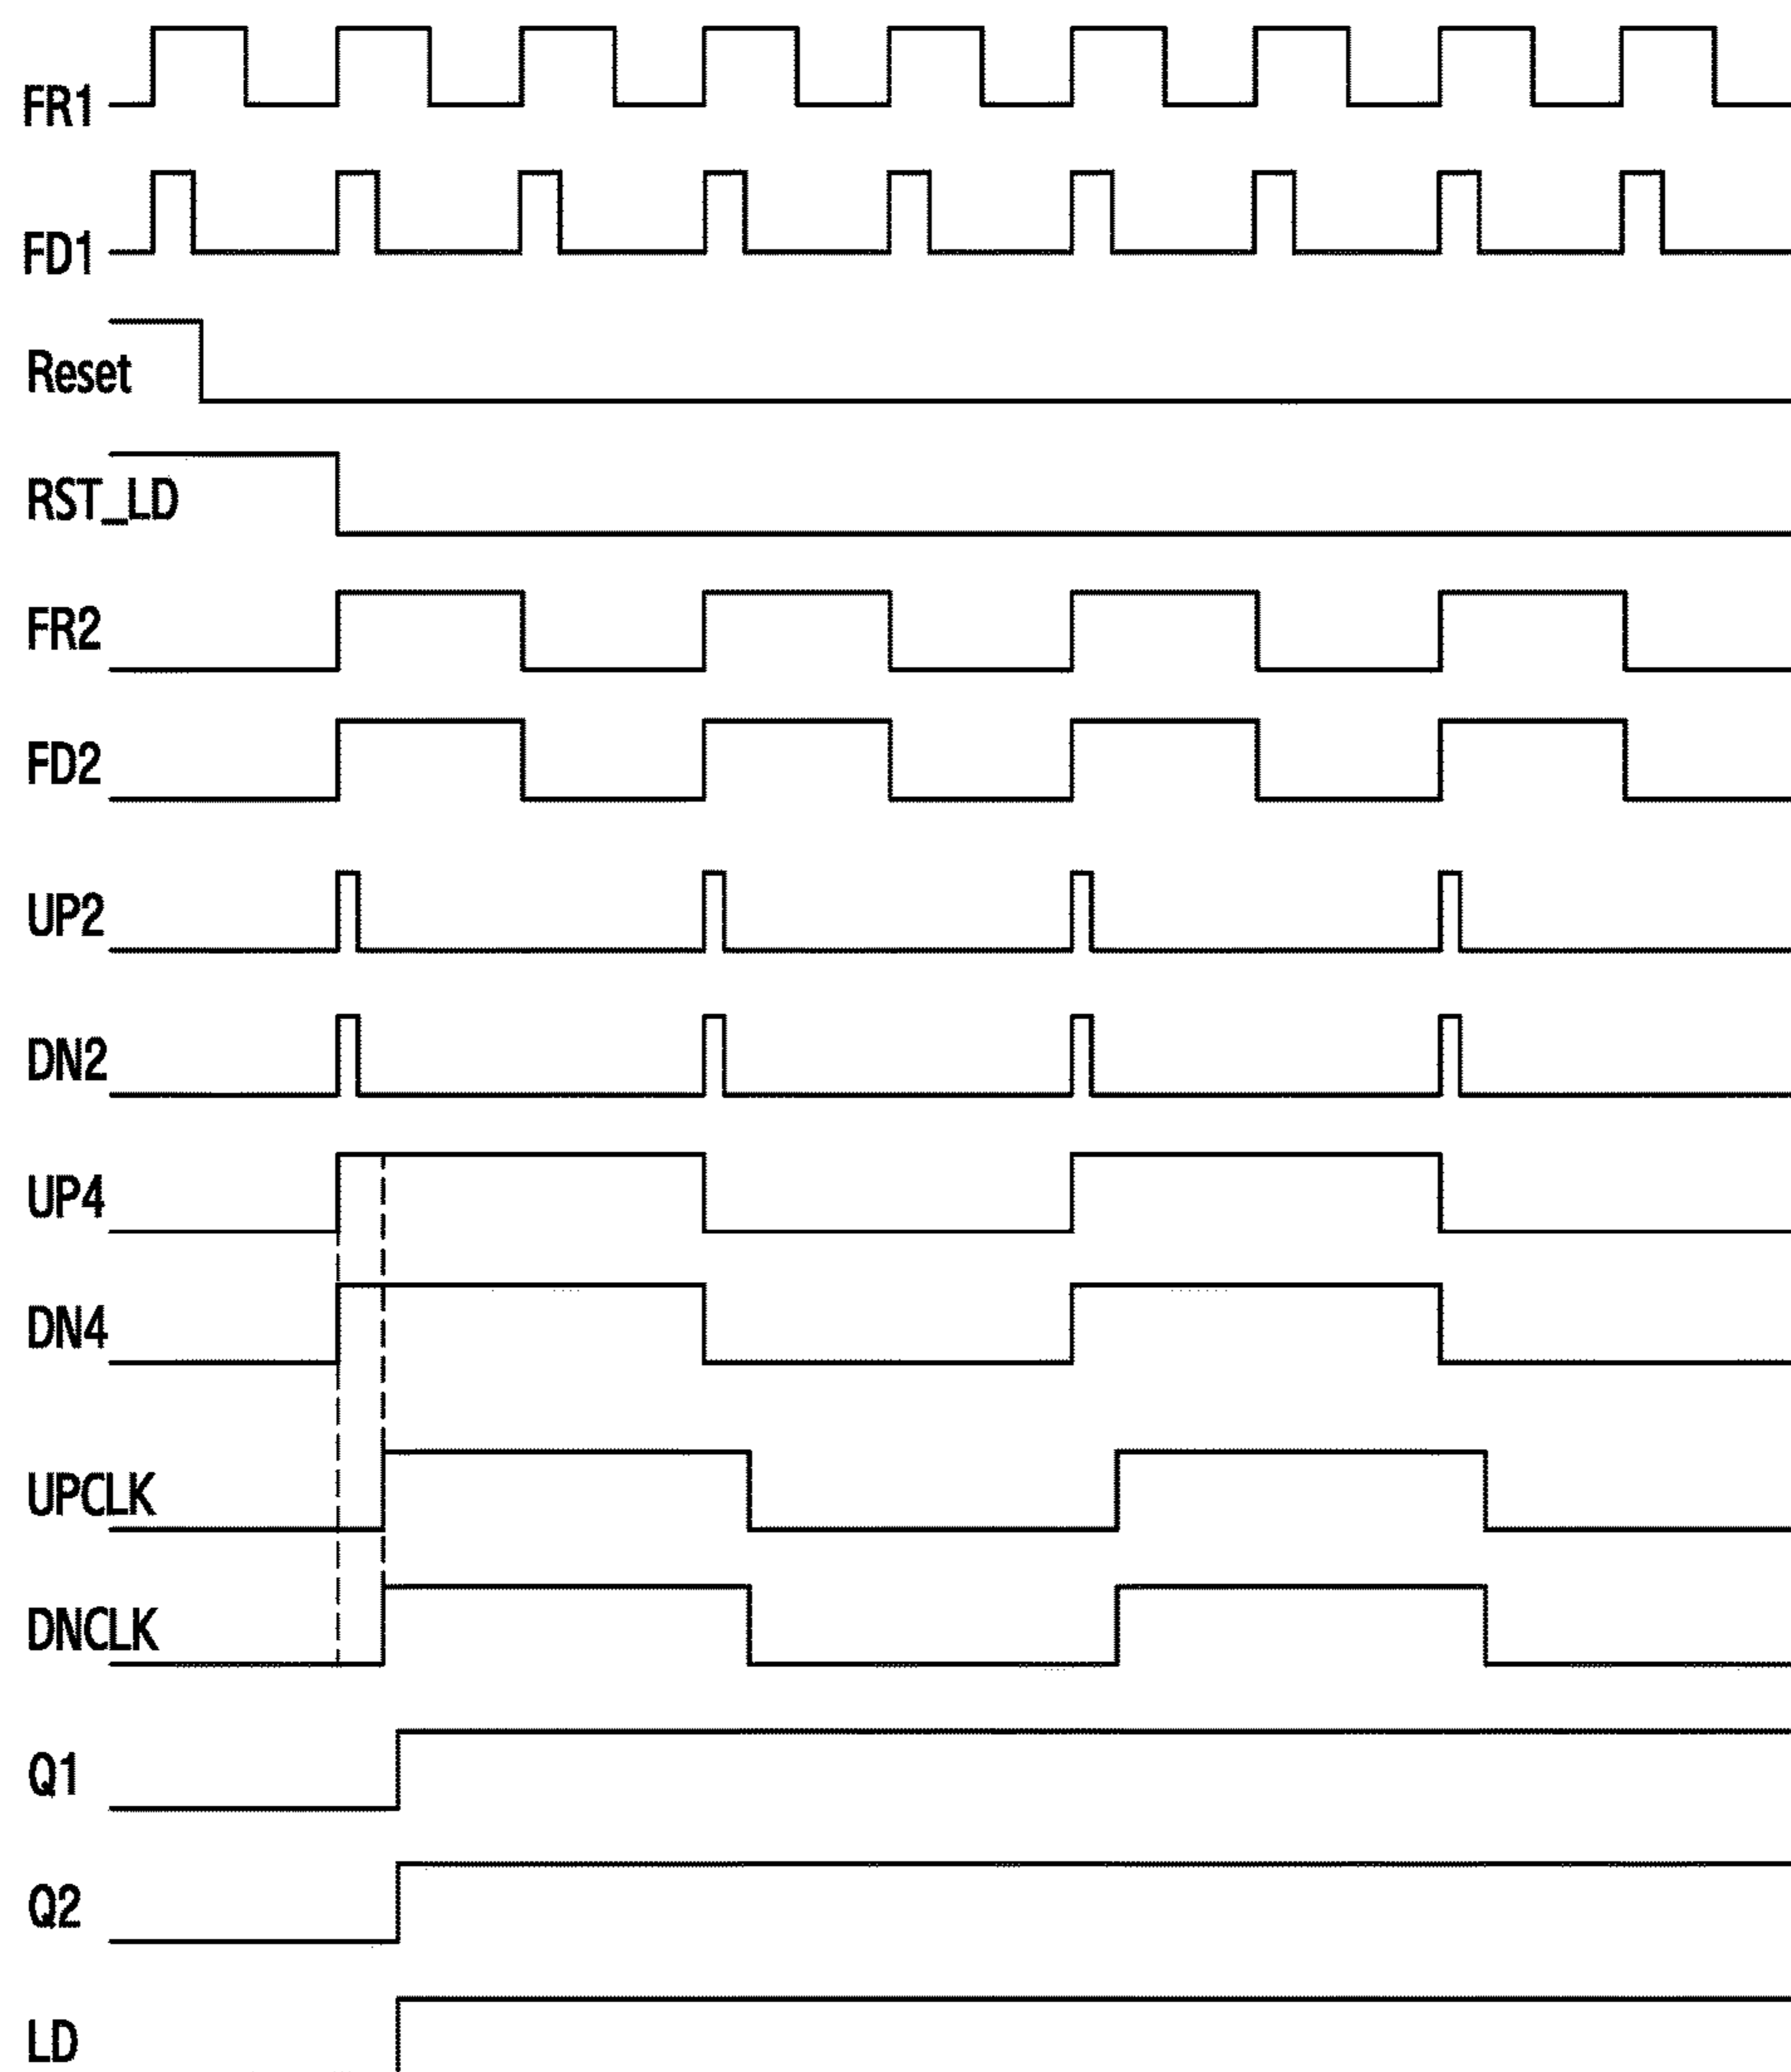 FR1
FD1
Reset
RST_LD
FR2
FD2
UP2
DN2
UP4
DN4
UPCLK
DNCLK
Q1
Q2
LD